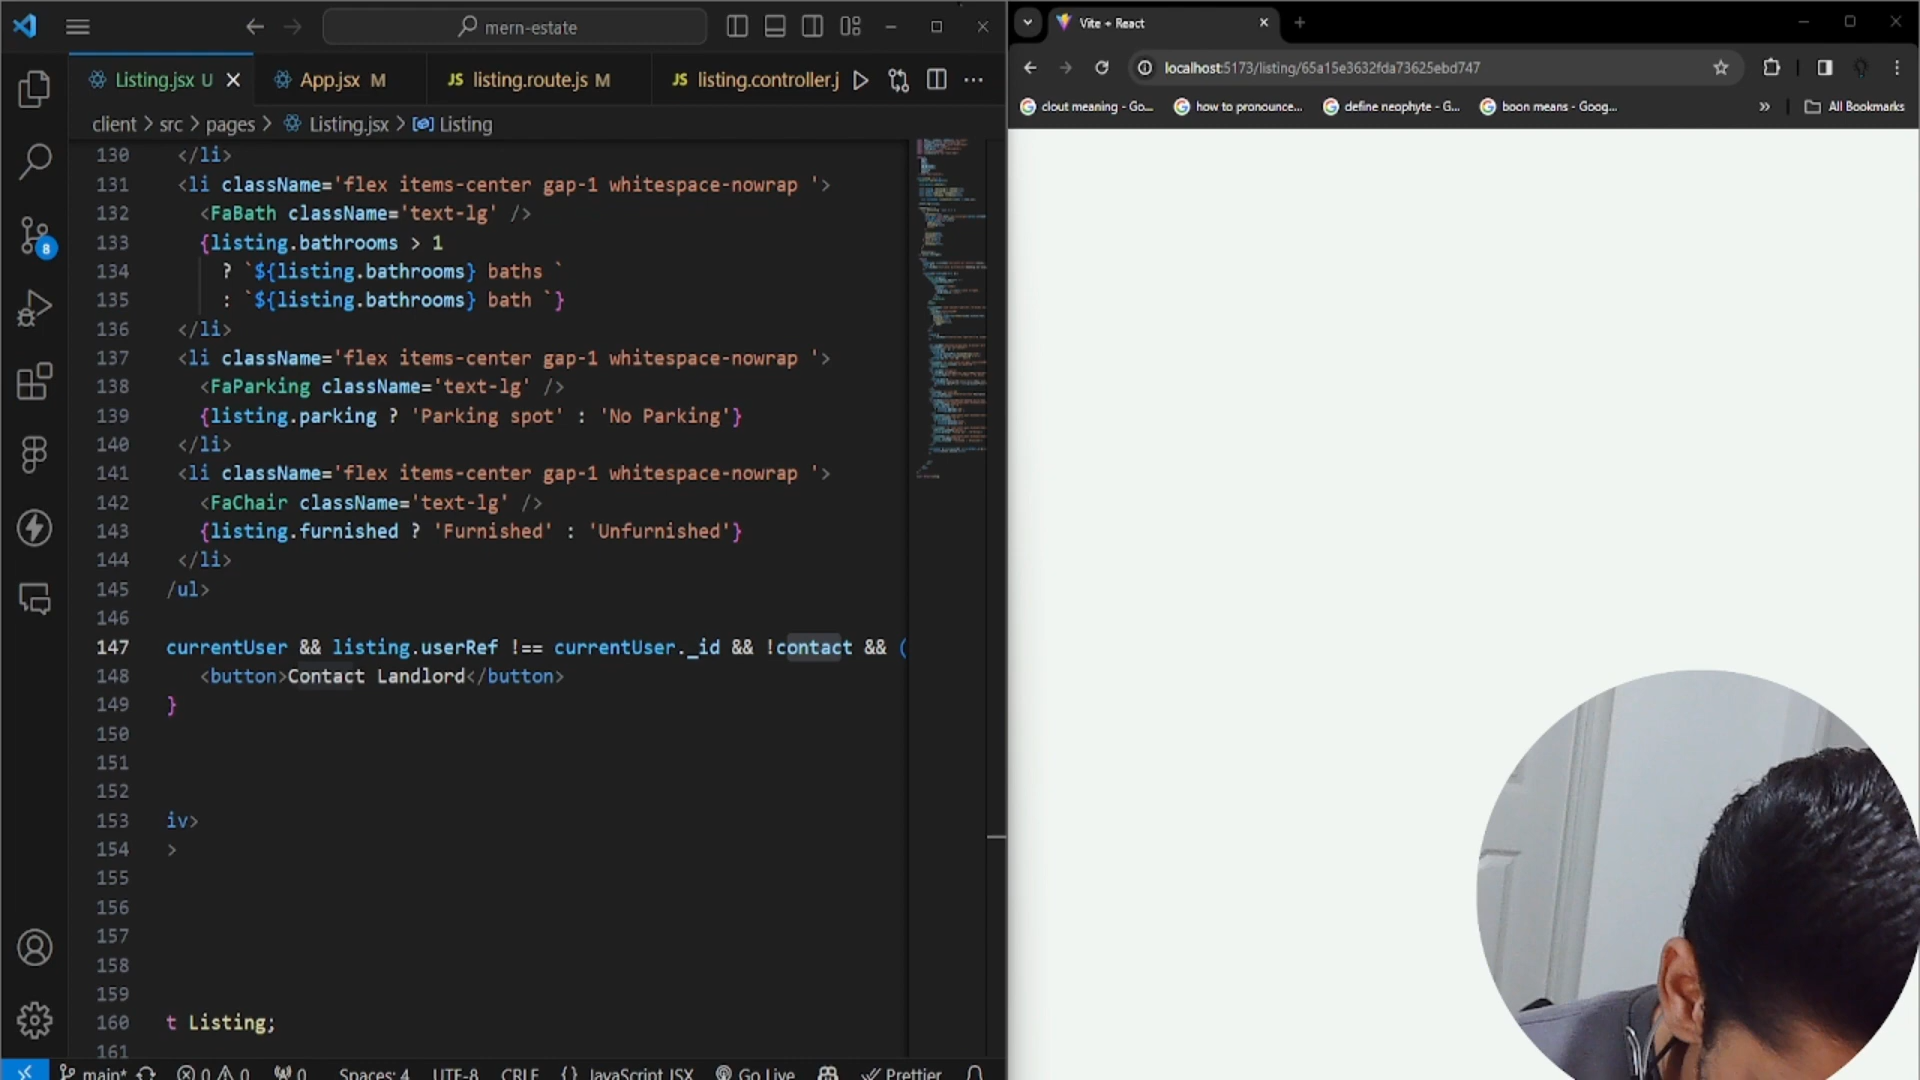 mern-estate
Listing.jsx U
App.jsx M
JS listing.route.js M
JS listing.controller.j
client > src > pages > Listing.jsx > Listing
130 </li>
131 <li className='flex items-center gap-1 whitespace-nowrap '>
132 <FaBath className='text-lg' />
133 {listing.bathrooms > 1
134 ? `${listing.bathrooms} baths `
135 : `${listing.bathrooms} bath `}
136 </li>
137 <li className='flex items-center gap-1 whitespace-nowrap '>
138 <FaParking className='text-lg' />
139 {listing.parking ? 'Parking spot' : 'No Parking'}
140 </li>
141 <li className='flex items-center gap-1 whitespace-nowrap '>
142 <FaChair className='text-lg' />
143 {listing.furnished ? 'Furnished' : 'Unfurnished'}
144 </li>
145 /ul>
146
147 currentUser && listing.userRef !== currentUser._id && !contact && (
148 <button>Contact Landlord</button>
149 }
150
151
152
153 iv>
154 >
155
156
157
158
159
160 t Listing;
161
8
main* 0 0 0 Spaces: 4 UTF-8 CRLF {} JavaScript JSX Go Live Prettier
Vite + React
localhost:5173/listing/65a15e3632fda73625ebd747
clout meaning - Go...
how to pronounce...
define neophyte - G...
boon means - Goog...
» All Bookmarks